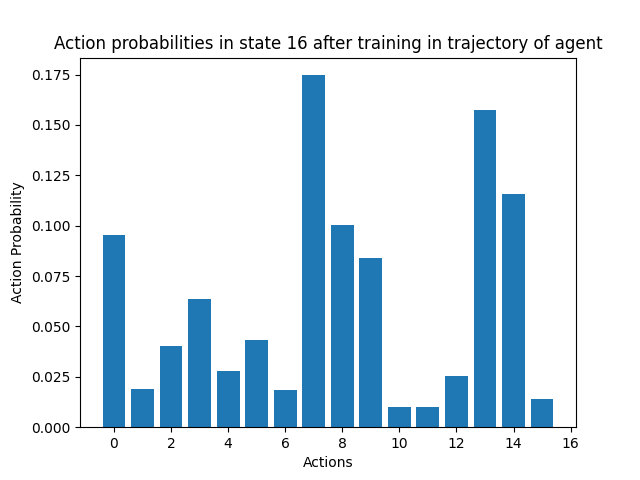 Action probabilities in state 16 after training in trajectory of agent
0.175
0.150
0.125
0.100
0.075
0.050
0.025
0.000
Action Probability
0 2 4 6 8 10 12 14 16
Actions